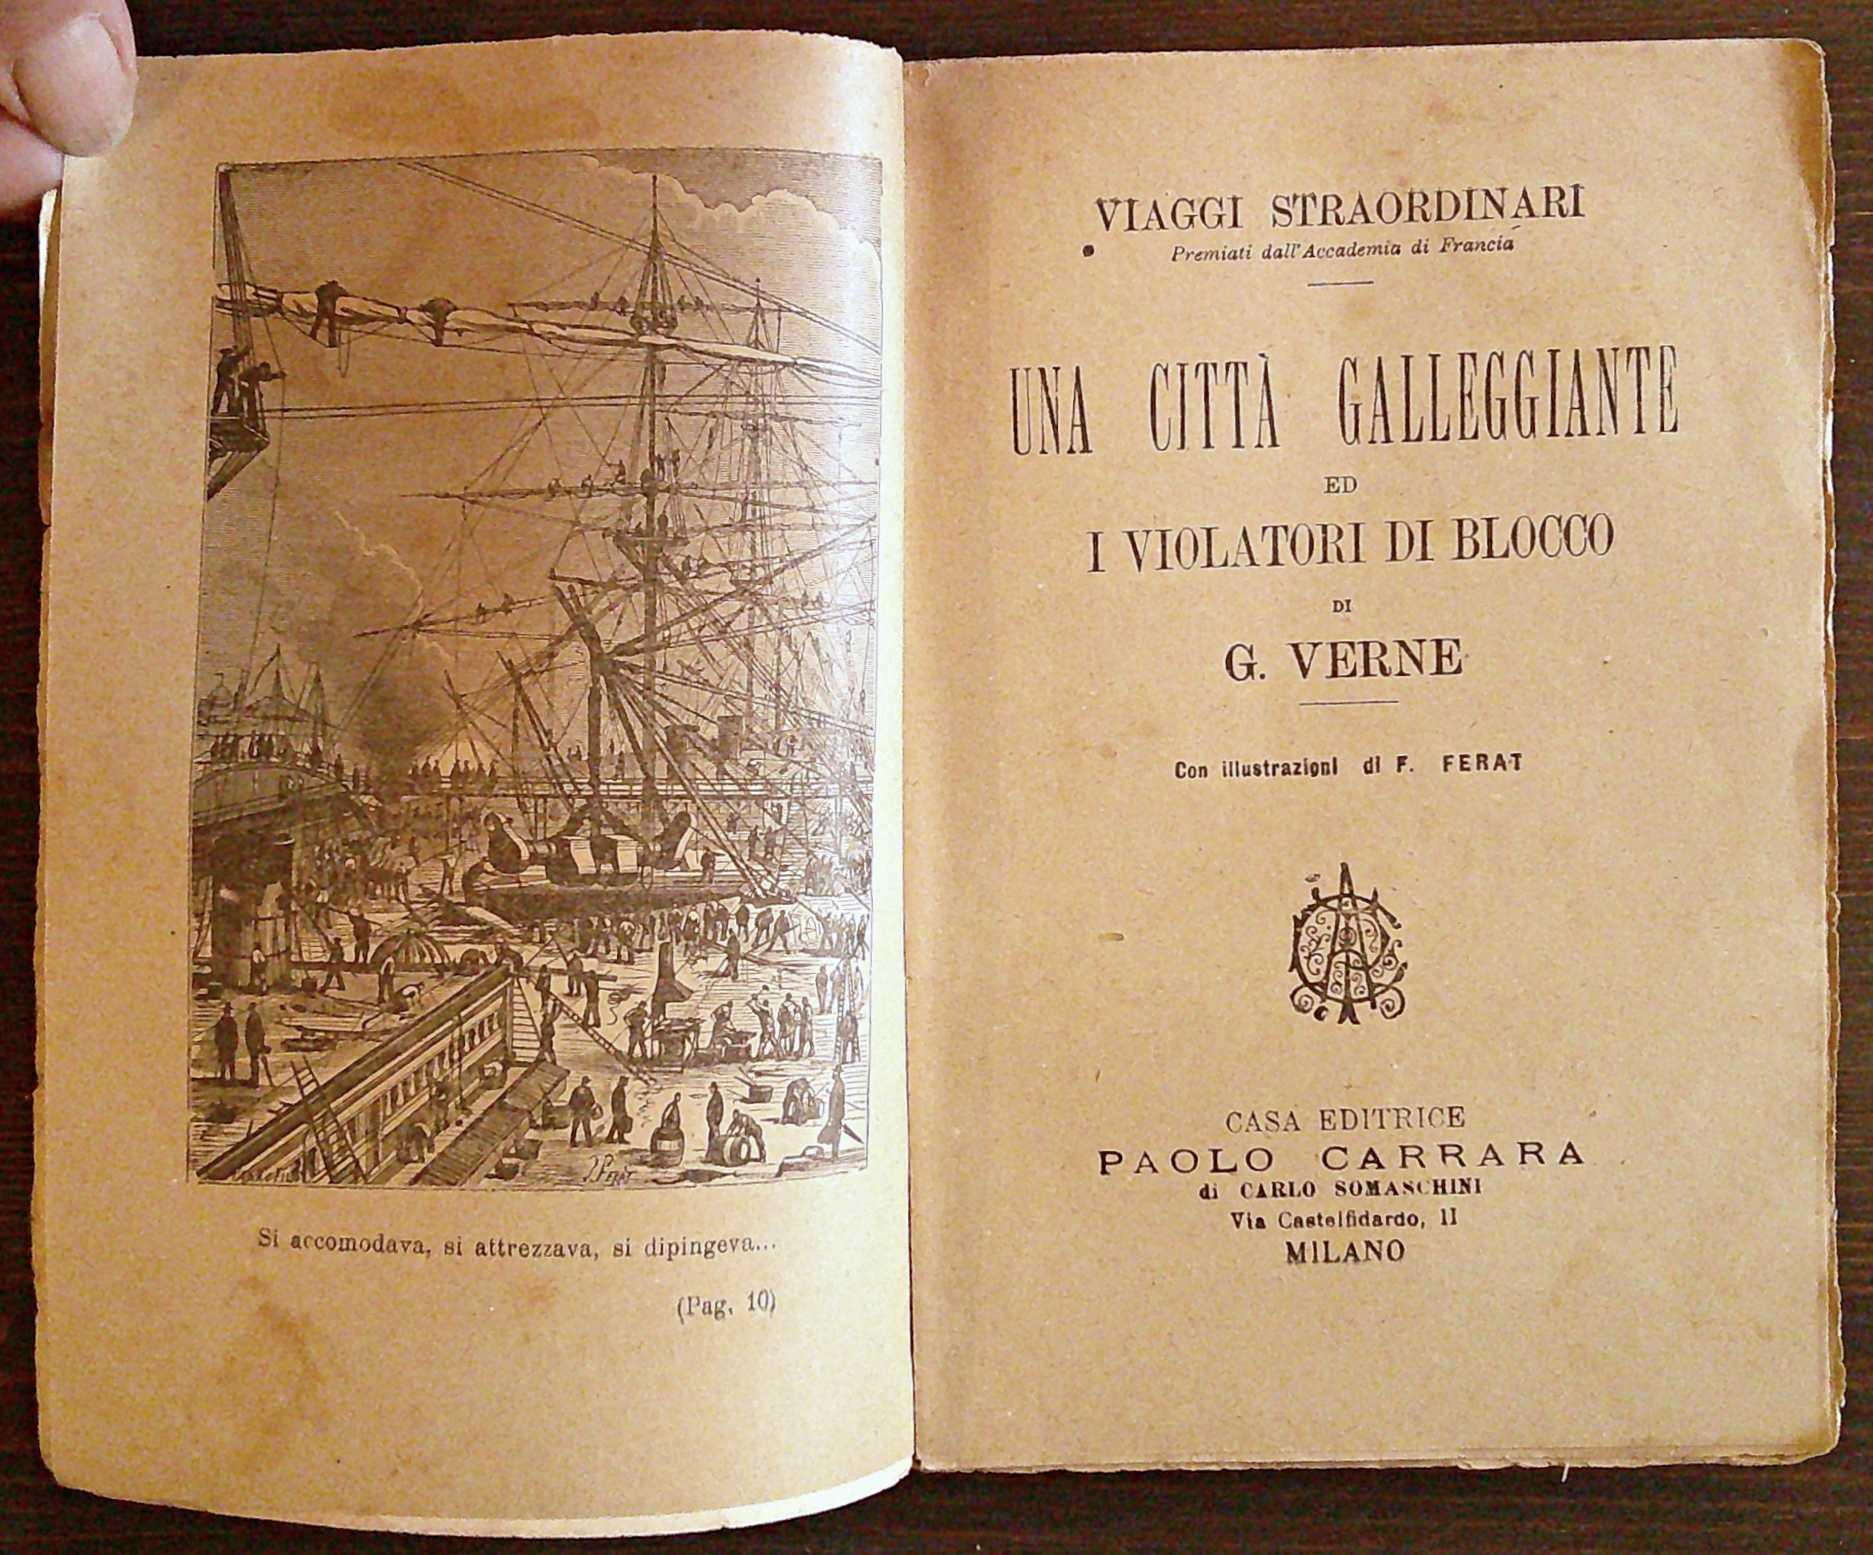 Si accomodava, si attrezzava, si dipingeva...
(Pag. 10)
VIAGGI STRAORDINARI
Premiati dall'Accademia di Francia
UNA CITTÀ GALLEGGIANTE
ED
I VIOLATORI DI BLOCCO
DI
G. VERNE
Con illustrazioni di F. FERAT
CASA EDITRICE
PAOLO CARRARA
di CARLO SOMASCHINI
Via Castelfidardo, 11
MILANO